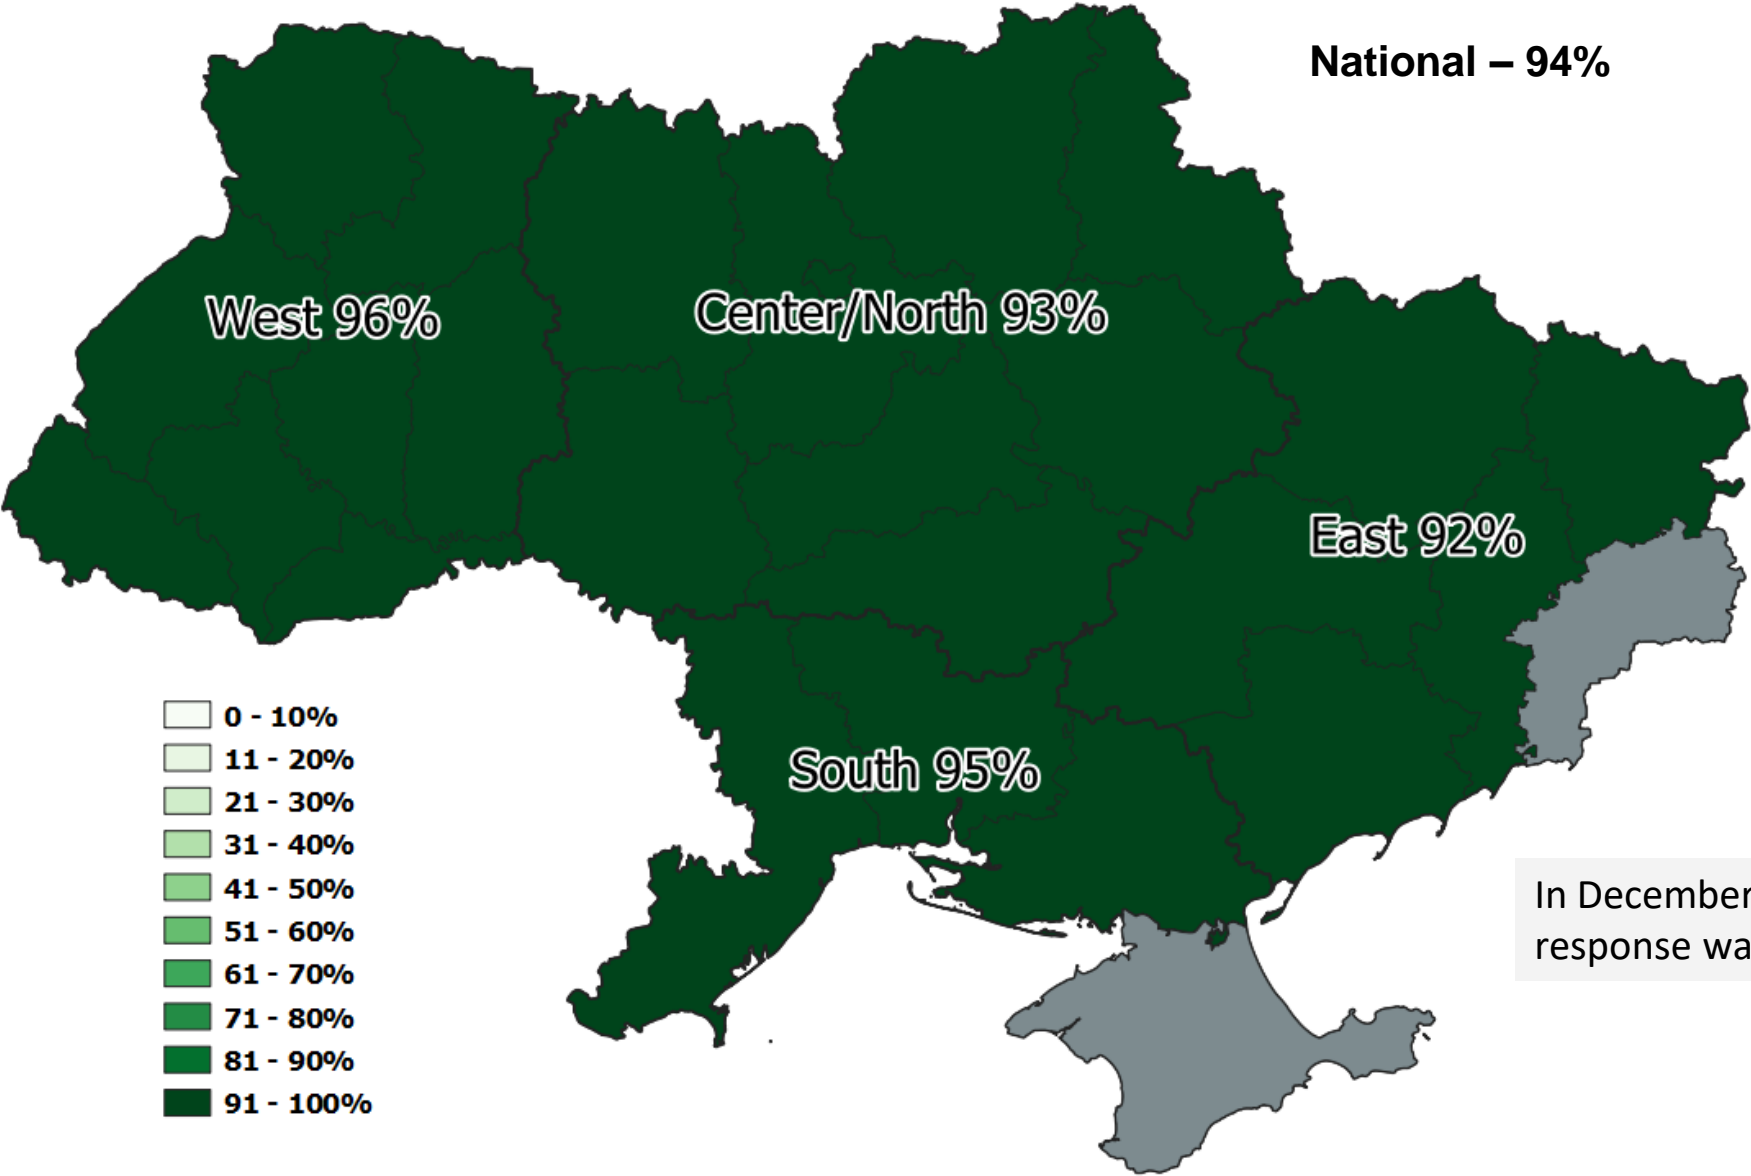 National – 94%
West 96%
Center/North 93%
East 92%
South 95%
0 - 10%
11 - 20%
21 - 30%
31 - 40%
41 - 50%
51 - 60%
61 - 70%
71 - 80%
81 - 90%
91 - 100%
In December
response wa